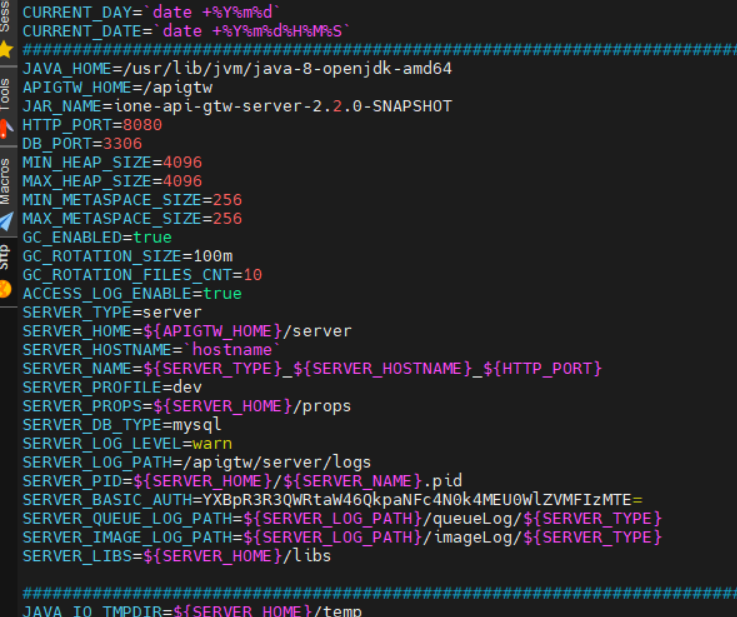 CURRENT_DAY=`date +%Y%m%d`
CURRENT_DATE=`date +%Y%m%d%H%M%S`
################################################################################
JAVA_HOME=/usr/lib/jvm/java-8-openjdk-amd64
APIGTW_HOME=/apigtw
JAR_NAME=ione-api-gtw-server-2.2.0-SNAPSHOT
HTTP_PORT=8080
DB_PORT=3306
MIN_HEAP_SIZE=4096
MAX_HEAP_SIZE=4096
MIN_METASPACE_SIZE=256
MAX_METASPACE_SIZE=256
GC_ENABLED=true
GC_ROTATION_SIZE=100m
GC_ROTATION_FILES_CNT=10
ACCESS_LOG_ENABLE=true
SERVER_TYPE=server
SERVER_HOME=${APIGTW_HOME}/server
SERVER_HOSTNAME=`hostname`
SERVER_NAME=${SERVER_TYPE}_${SERVER_HOSTNAME}_${HTTP_PORT}
SERVER_PROFILE=dev
SERVER_PROPS=${SERVER_HOME}/props
SERVER_DB_TYPE=mysql
SERVER_LOG_LEVEL=warn
SERVER_LOG_PATH=/apigtw/server/logs
SERVER_PID=${SERVER_HOME}/${SERVER_NAME}.pid
SERVER_BASIC_AUTH=YXBpR3R3QWRtaW46QkpaNFc4N0k4MEU0WlZVMFIzMTE=
SERVER_QUEUE_LOG_PATH=${SERVER_LOG_PATH}/queueLog/${SERVER_TYPE}
SERVER_IMAGE_LOG_PATH=${SERVER_LOG_PATH}/imageLog/${SERVER_TYPE}
SERVER_LIBS=${SERVER_HOME}/libs
################################################################################
JAVA_IO_TMPDIR=${SERVER_HOME}/temp
Sess
Tools
Macros
Sftp